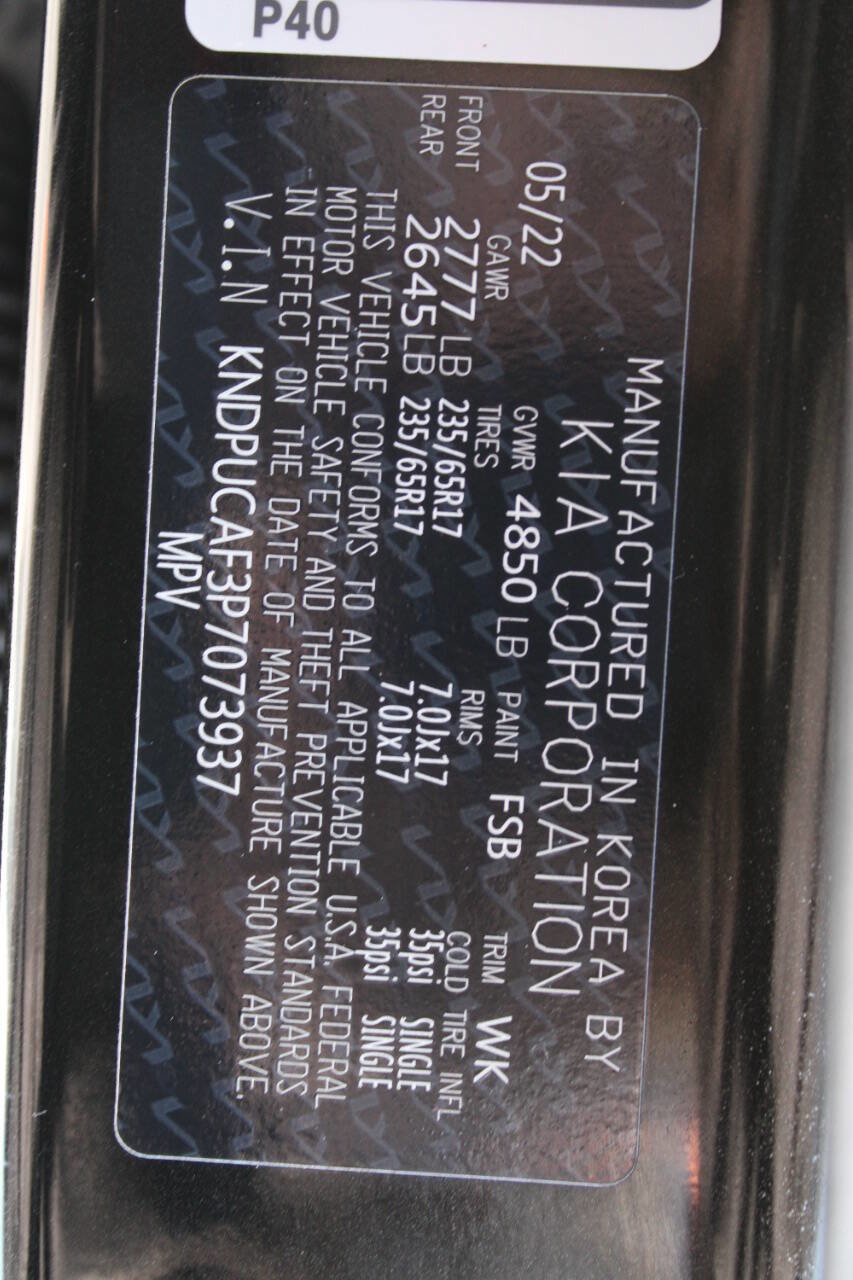 P40
MANUFACTURED IN KOREA BY
KIA CORPORATION
05/22 GVWR 4850 LB PAINT FSB TRIM WK
GAWR TIRES RIMS COLD TIRE INFL
FRONT 2777 LB 235/65R17 7.0Jx17 35psi SINGLE
REAR 2645 LB 235/65R17 7.0Jx17 35psi SINGLE
THIS VEHICLE CONFORMS TO ALL APPLICABLE U.S.A. FEDERAL
MOTOR VEHICLE SAFETY AND THEFT PREVENTION STANDARDS
IN EFFECT ON THE DATE OF MANUFACTURE SHOWN ABOVE.
V.I.N KNDPUCAF3P7073937
MPV